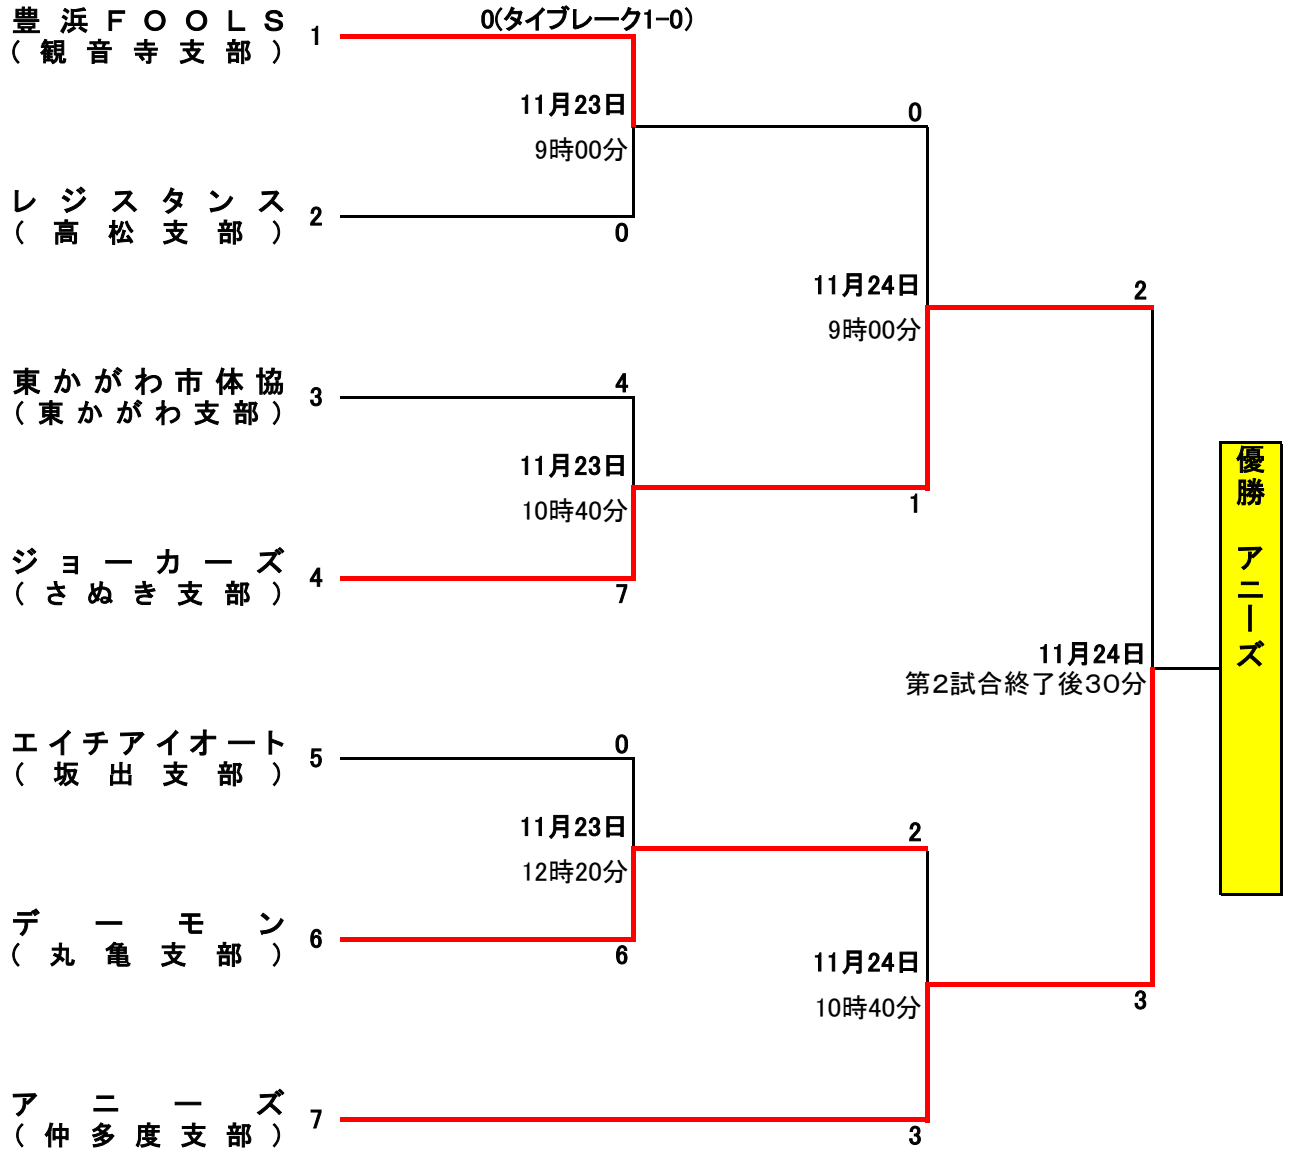 豊浜FOOLS
(観音寺支部)
1
0(タイブレーク1-0)
11月23日
9時00分
0
レジスタンス
(高松支部)
2
0
11月24日
9時00分
2
東かがわ市体協
(東かがわ支部)
3
4
11月23日
10時40分
1
ジョーカーズ
(さぬき支部)
4
7
優勝 アニーズ
11月24日
第2試合終了後30分
エイチアイオート
(坂出支部)
5
0
11月23日
12時20分
2
デーモン
(丸亀支部)
6
6
11月24日
10時40分
3
アニーズ
(仲多度支部)
7
3